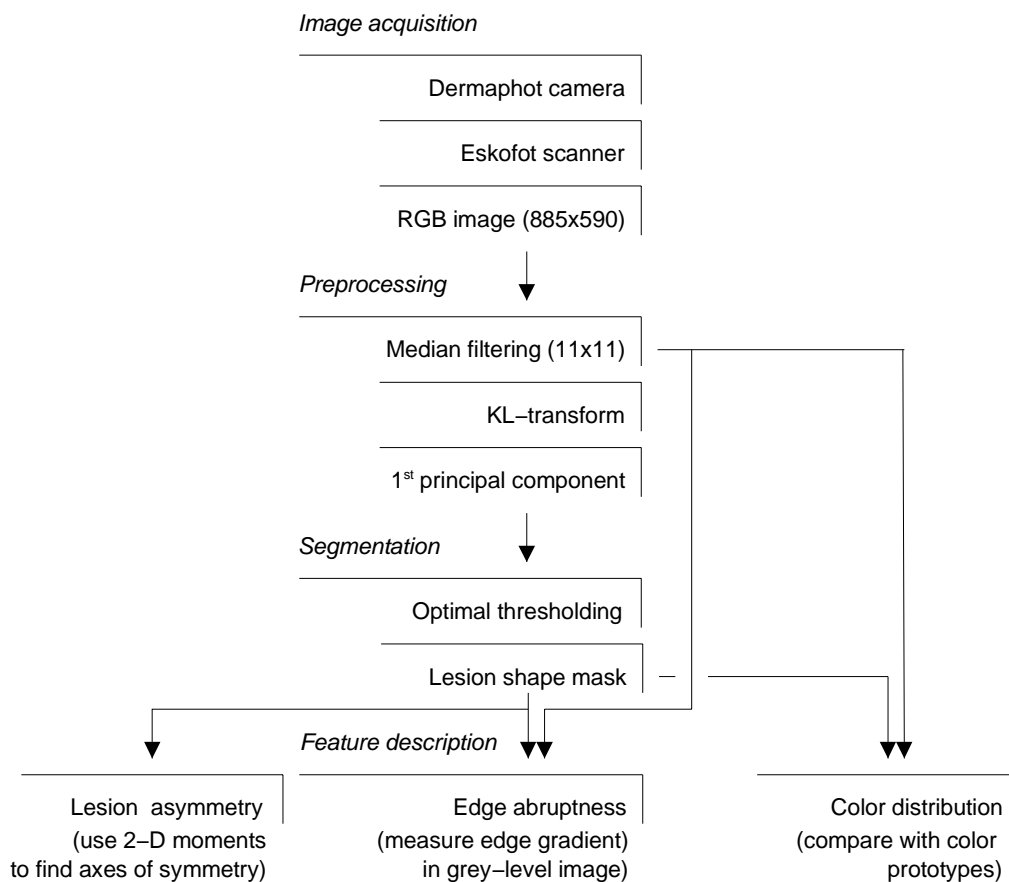 Image acquisition
Dermaphot camera
Eskofot scanner
RGB image (885x590)
Preprocessing
Median filtering (11x11)
KL−transform
1st principal component
Segmentation
Optimal thresholding
Lesion shape mask
Feature description
Lesion asymmetry
(use 2−D moments
to find axes of symmetry)
Edge abruptness
(measure edge gradient)
in grey−level image)
Color distribution
(compare with color
prototypes)